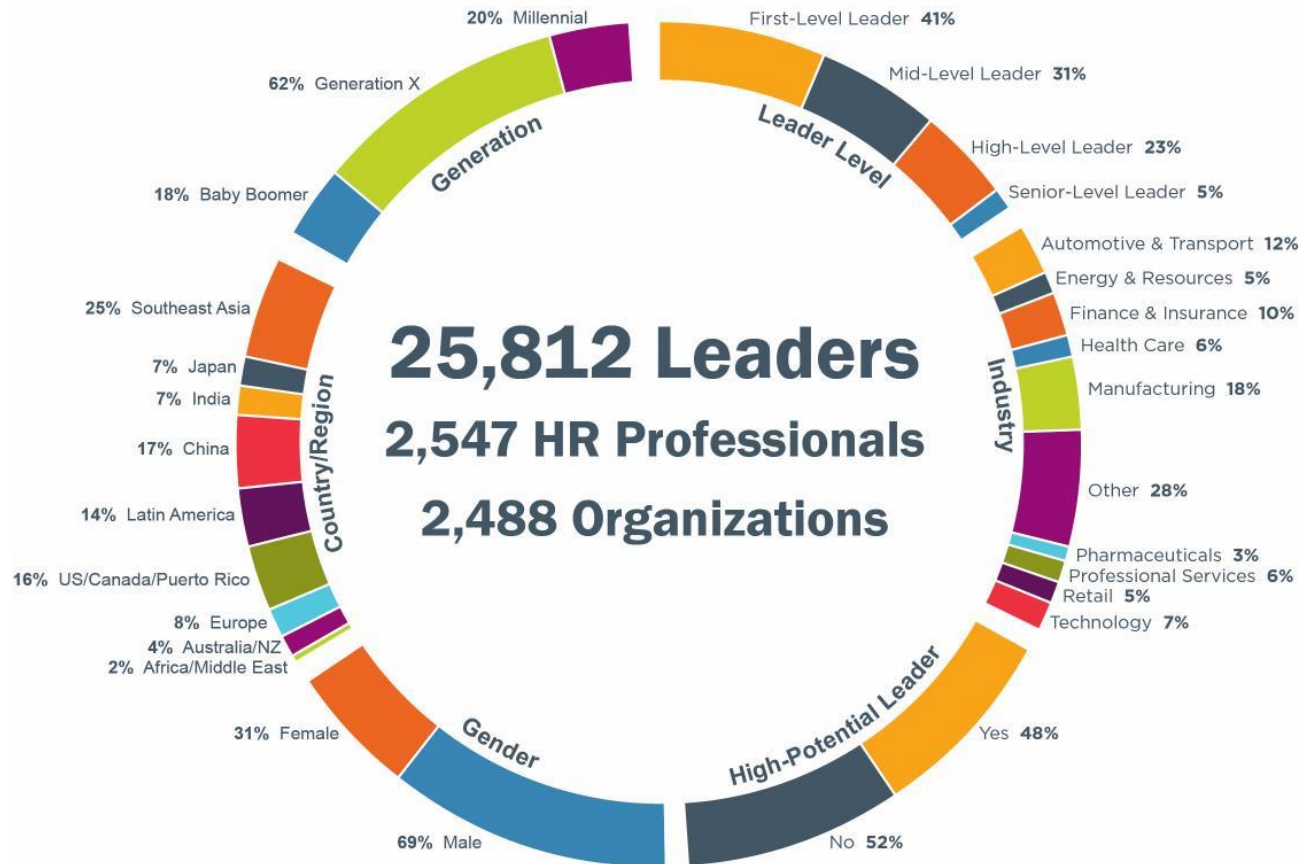 20% Millennial
62% Generation X
18% Baby Boomer
Generation
First-Level Leader 41%
Mid-Level Leader 31%
High-Level Leader 23%
Senior-Level Leader 5%
Leader Level
Automotive & Transport 12%
Energy & Resources 5%
Finance & Insurance 10%
Health Care 6%
Manufacturing 18%
Other 28%
Pharmaceuticals 3%
Professional Services 6%
Retail 5%
Technology 7%
Industry
25% Southeast Asia
7% Japan
7% India
17% China
14% Latin America
16% US/Canada/Puerto Rico
8% Europe
4% Australia/NZ
2% Africa/Middle East
Country/Region
25,812 Leaders
2,547 HR Professionals
2,488 Organizations
31% Female
69% Male
Gender
High-Potential Leader
Yes 48%
No 52%